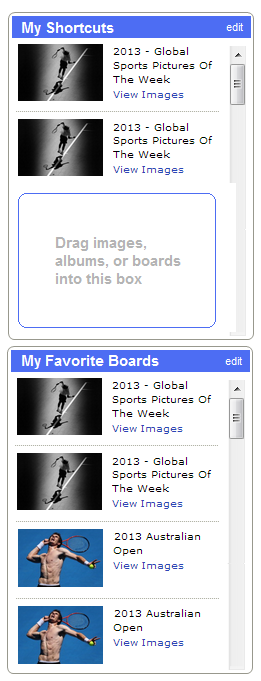 My Shortcuts edit
2013 - Global
Sports Pictures Of
The Week
View Images
2013 - Global
Sports Pictures Of
The Week
View Images
Drag images,
albums, or boards
into this box
My Favorite Boards edit
2013 - Global
Sports Pictures Of
The Week
View Images
2013 - Global
Sports Pictures Of
The Week
View Images
2013 Australian
Open
View Images
2013 Australian
Open
View Images